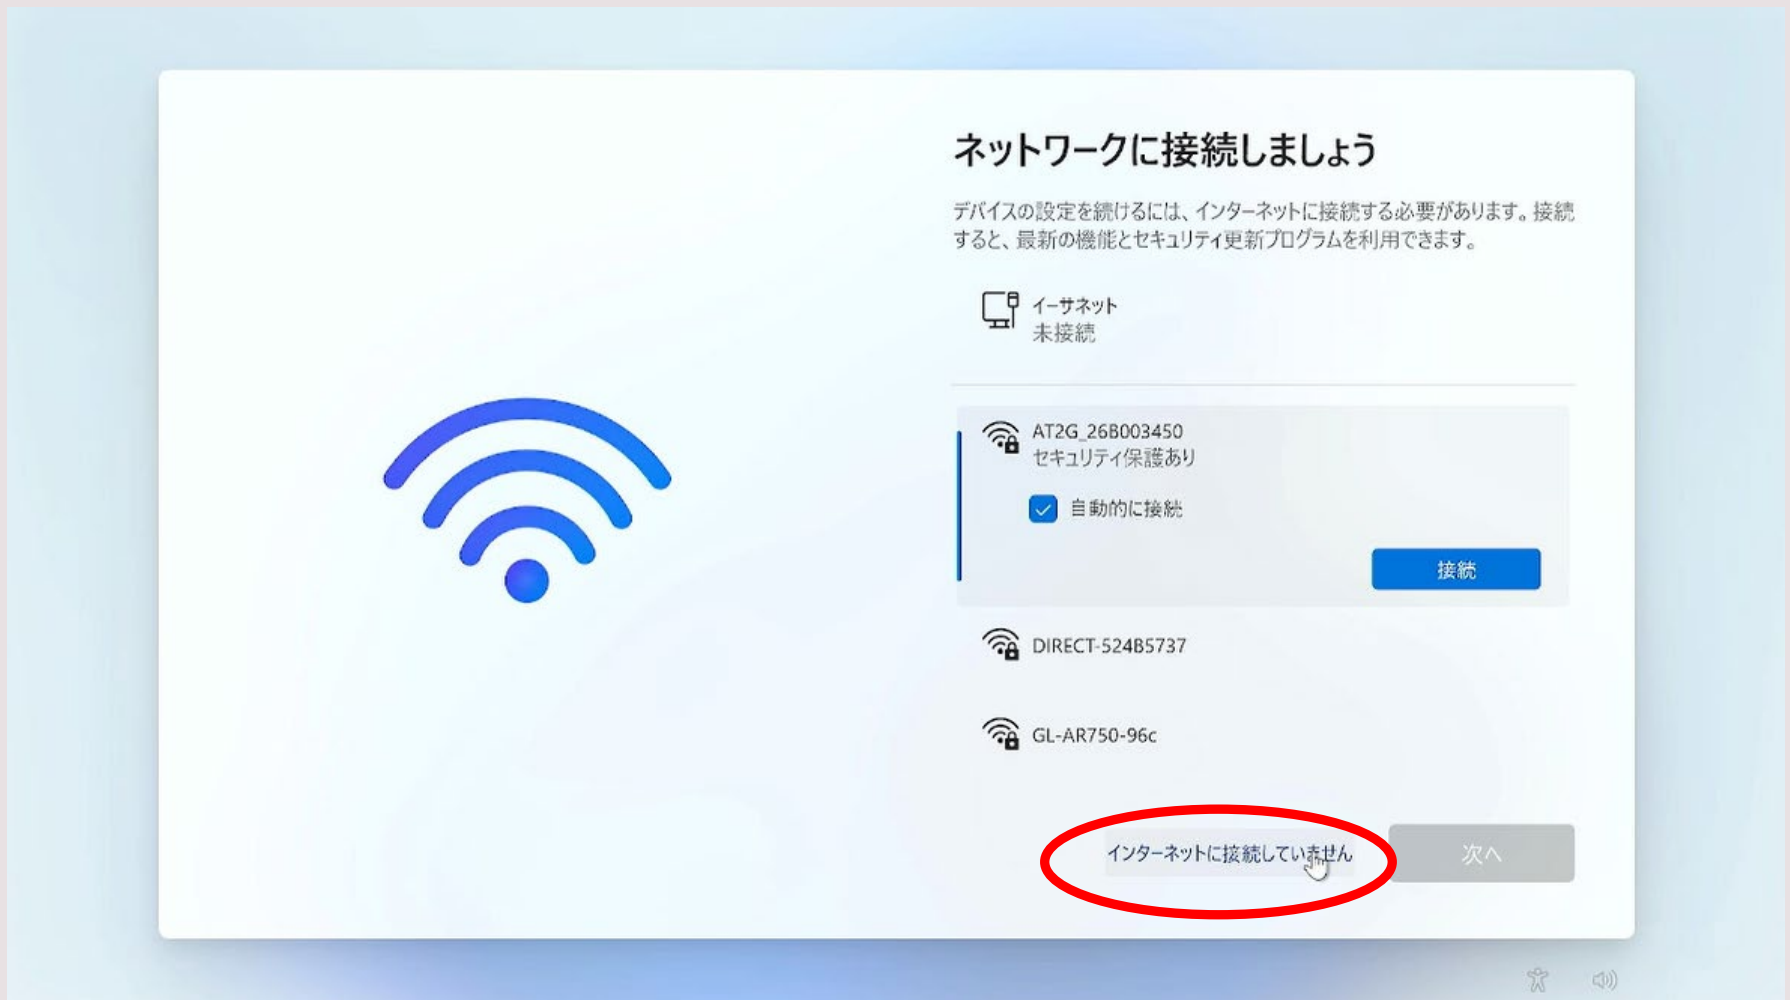 ネットワークに接続しましょう
デバイスの設定を続けるには、インターネットに接続する必要があります。接続
すると、最新の機能とセキュリティ更新プログラムを利用できます。
イーサネット
未接続
AT2G_26B003450
セキュリティ保護あり
自動的に接続
接続
DIRECT-524B5737
GL-AR750-96c
インターネットに接続していません
次へ